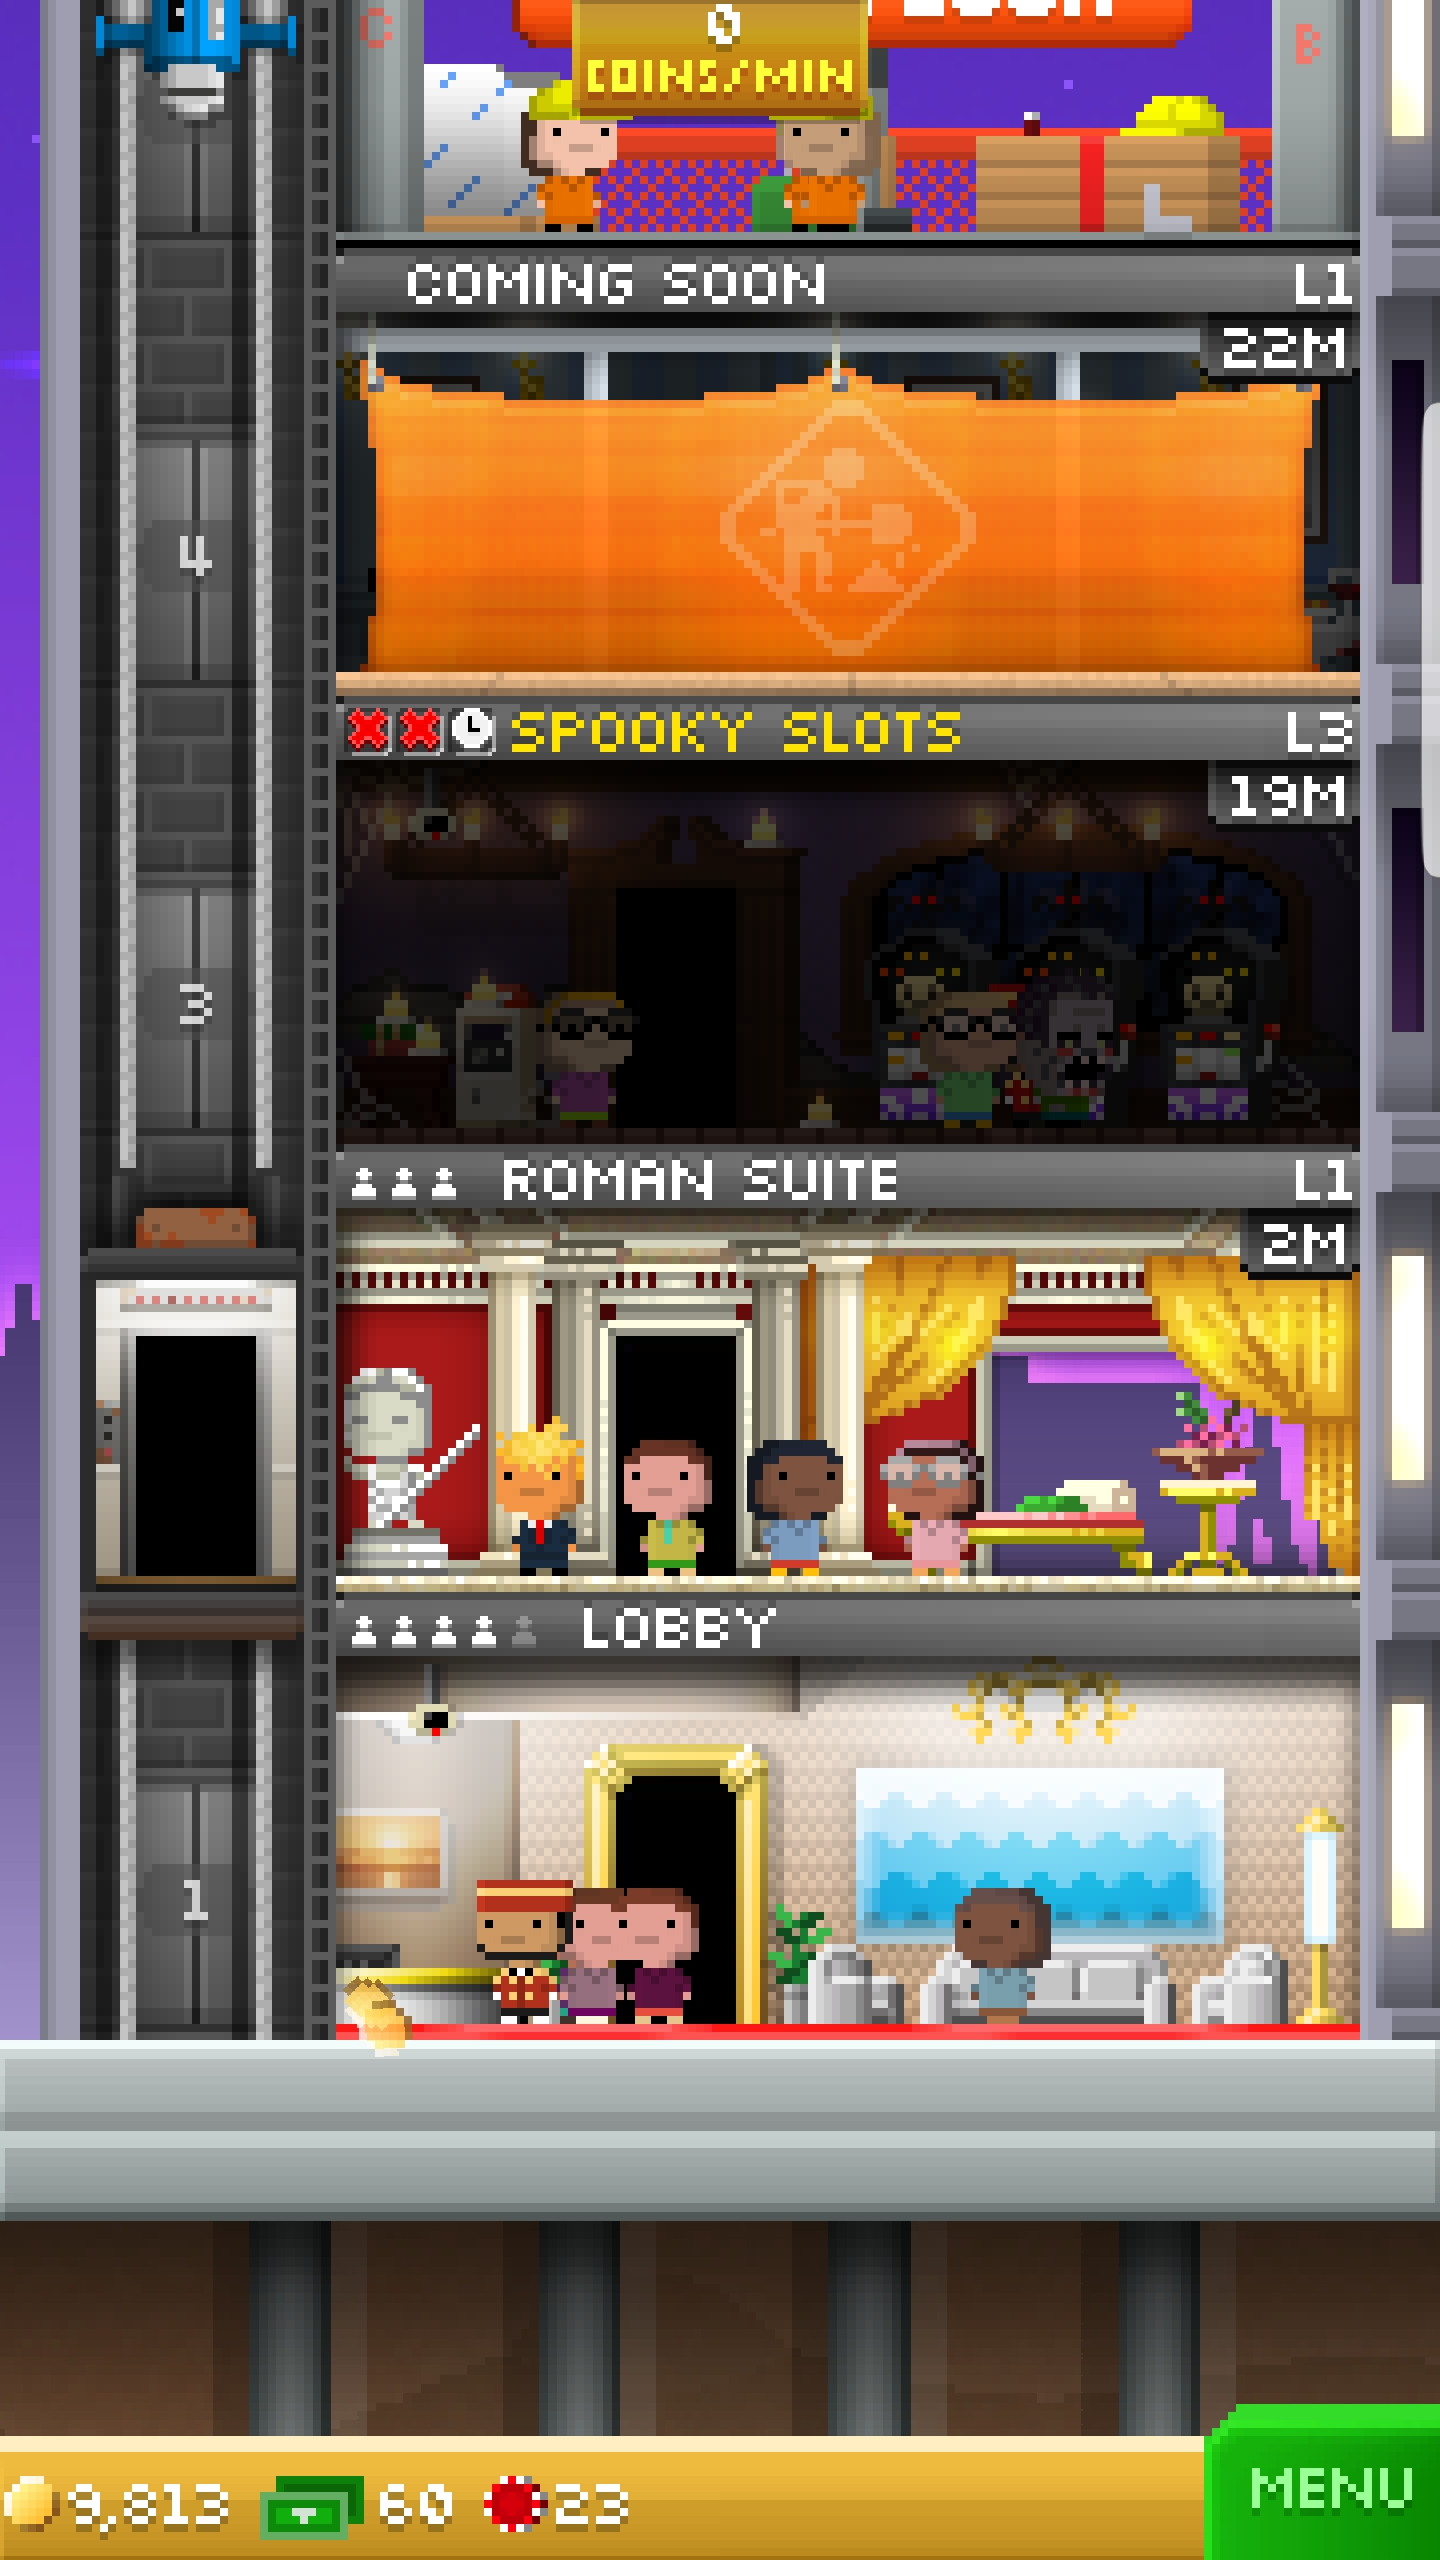 C
B
0
COINS/MIN
COMING SOON L1
22M
4
SPOOKY SLOTS L3
19M
3
ROMAN SUITE L1
2M
LOBBY
1
9,813 60 23
MENU